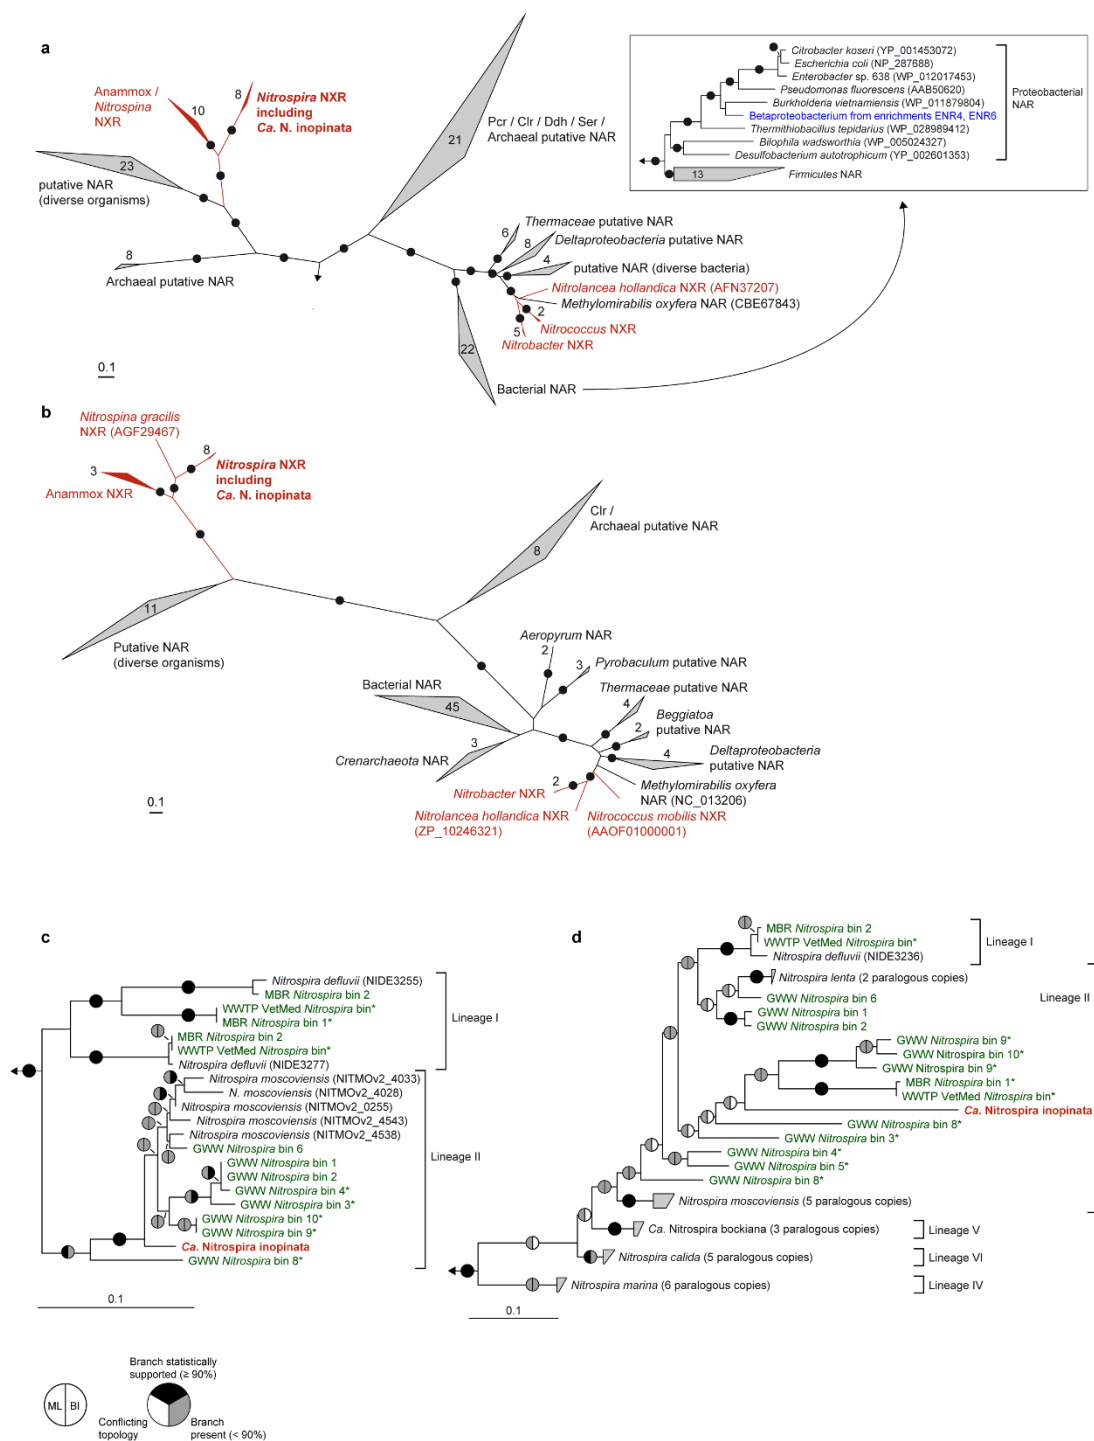 a
Anammox /
Nitrospina
NXR
10
8
Nitrospira NXR
including
Ca. N. inopinata
23
putative NAR
(diverse organisms)
8
Archaeal putative NAR
21
Pcr / Clr / Ddh / Ser /
Archaeal putative NAR
6
Thermaceae putative NAR
8
Deltaproteobacteria putative NAR
4
putative NAR (diverse bacteria)
Nitrolancea hollandica NXR (AFN37207)
Methylomirabilis oxyfera NAR (CBE67843)
2
Nitrococcus NXR
5
Nitrobacter NXR
22
Bacterial NAR
0.1
Citrobacter koseri (YP_001453072)
Escherichia coli (NP_287688)
Enterobacter sp. 638 (WP_012017453)
Pseudomonas fluorescens (AAB50620)
Burkholderia vietnamiensis (WP_011879804)
Betaproteobacterium from enrichments ENR4, ENR6
Thermithiobacillus tepidarius (WP_028989412)
Bilophila wadsworthia (WP_005024327)
Desulfobacterium autotrophicum (YP_002601353)
13
Firmicutes NAR
Proteobacterial
NAR
b
Nitrospina gracilis
NXR (AGF29467)
8
Nitrospira NXR
including
Ca. N. inopinata
3
Anammox NXR
11
Putative NAR
(diverse organisms)
Clr /
Archaeal putative NAR
8
Aeropyrum NAR
2
3
Pyrobaculum putative NAR
Thermaceae putative NAR
4
Beggiatoa
putative NAR
2
Deltaproteobacteria
putative NAR
4
Bacterial NAR
45
3
Crenarchaeota NAR
2
Nitrobacter NXR
Methylomirabilis oxyfera
NAR (NC_013206)
Nitrolancea hollandica NXR
(ZP_10246321)
Nitrococcus mobilis NXR
(AAOF01000001)
0.1
c
Nitrospira defluvii (NIDE3255)
MBR Nitrospira bin 2
WWTP VetMed Nitrospira bin*
MBR Nitrospira bin 1*
MBR Nitrospira bin 2
WWTP VetMed Nitrospira bin*
Nitrospira defluvii (NIDE3277)
Nitrospira moscoviensis (NITMOv2_4033)
N. moscoviensis (NITMOv2_4028)
Nitrospira moscoviensis (NITMOv2_0255)
Nitrospira moscoviensis (NITMOv2_4543)
Nitrospira moscoviensis (NITMOv2_4538)
GWW Nitrospira bin 6
GWW Nitrospira bin 1
GWW Nitrospira bin 2
GWW Nitrospira bin 4*
GWW Nitrospira bin 3*
GWW Nitrospira bin 10*
GWW Nitrospira bin 9*
Ca. Nitrospira inopinata
GWW Nitrospira bin 8*
Lineage I
Lineage II
0.1
d
MBR Nitrospira bin 2
WWTP VetMed Nitrospira bin*
Nitrospira defluvii (NIDE3236)
Lineage I
Nitrospira lenta (2 paralogous copies)
Lineage II
GWW Nitrospira bin 6
GWW Nitrospira bin 1
GWW Nitrospira bin 2
GWW Nitrospira bin 9*
GWW Nitrospira bin 10*
GWW Nitrospira bin 9*
MBR Nitrospira bin 1*
WWTP VetMed Nitrospira bin*
Ca. Nitrospira inopinata
GWW Nitrospira bin 8*
GWW Nitrospira bin 3*
GWW Nitrospira bin 4*
GWW Nitrospira bin 5*
GWW Nitrospira bin 8*
Nitrospira moscoviensis (5 paralogous copies)
Ca. Nitrospira bockiana (3 paralogous copies)
Lineage V
Nitrospira calida (5 paralogous copies)
Lineage VI
Nitrospira marina (6 paralogous copies)
Lineage IV
0.1
Branch statistically
supported (≥ 90%)
ML BI
Conflicting
topology
Branch
present (< 90%)